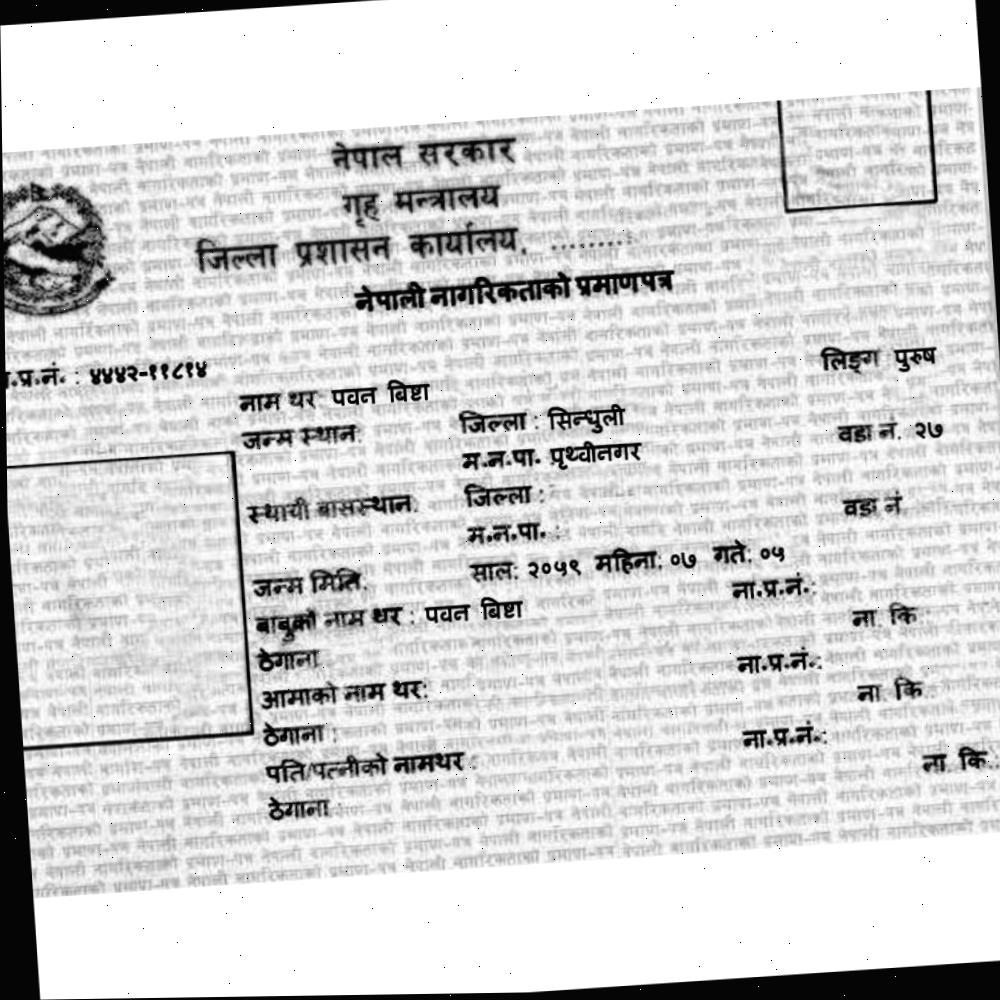 नेपाल सरकार
गृह मन्त्रालय
जिल्ला प्रशासन कार्यालय, .........
नेपाली नागरिकताको प्रमाणपत्र
.प्र.नं. : ४४४२-११८१४
लिङ्ग पुरुष
नाम थर पवन बिष्टा
जन्म स्थान: जिल्ला : सिन्धुली
म.न.पा. पृथ्वीनगर वडा नं. २७
स्थायी बासस्थान: जिल्ला :
म.न.पा. : वडा नं
जन्म मिति: साल: २०५९ महिना: ०७ गते: ०५
बाबुको नाम थर : पवन बिष्टा ना.प्र.नं.:
ठेगाना ना. कि
आमाको नाम थर: ना.प्र.नं.:
ठेगाना : ना. कि.:
पति/पत्नीको नामथर : ना.प्र.नं.:
ठेगाना : ना. कि.: